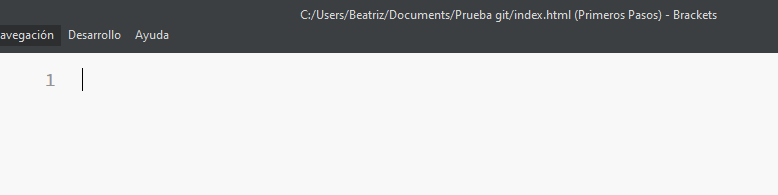 C:/Users/Beatriz/Documents/Prueba git/index.html (Primeros Pasos) - Brackets
avegación Desarrollo Ayuda
1